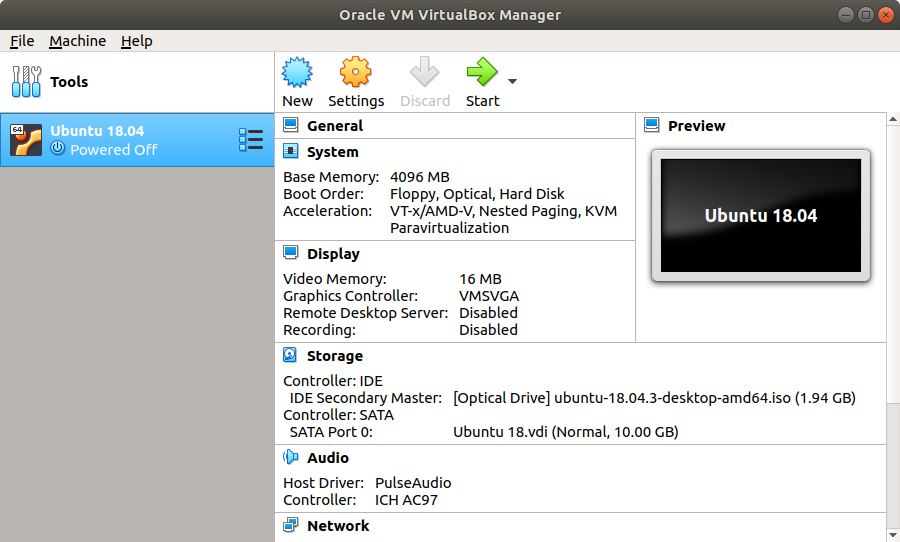 Oracle VM VirtualBox Manager
File Machine Help
Tools
New Settings Discard Start
64
Ubuntu 18.04
Powered Off
General
System
Base Memory: 4096 MB
Boot Order: Floppy, Optical, Hard Disk
Acceleration: VT-x/AMD-V, Nested Paging, KVM
Paravirtualization
Display
Video Memory: 16 MB
Graphics Controller: VMSVGA
Remote Desktop Server: Disabled
Recording: Disabled
Preview
Ubuntu 18.04
Storage
Controller: IDE
IDE Secondary Master: [Optical Drive] ubuntu-18.04.3-desktop-amd64.iso (1.94 GB)
Controller: SATA
SATA Port 0: Ubuntu 18.vdi (Normal, 10.00 GB)
Audio
Host Driver: PulseAudio
Controller: ICH AC97
Network